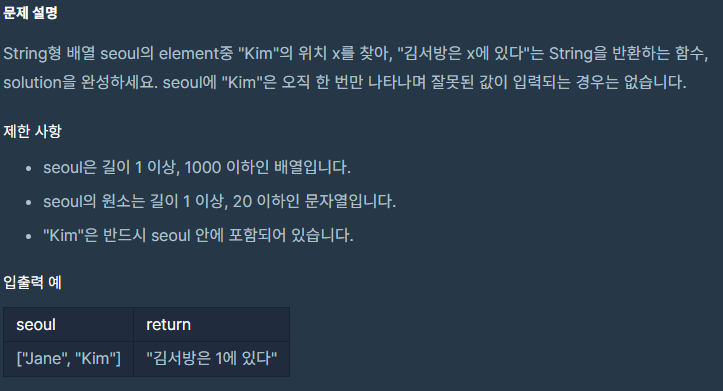 문제 설명
String형 배열 seoul의 element중 "Kim"의 위치 x를 찾아, "김서방은 x에 있다"는 String을 반환하는 함수,
solution을 완성하세요. seoul에 "Kim"은 오직 한 번만 나타나며 잘못된 값이 입력되는 경우는 없습니다.
제한 사항
• seoul은 길이 1 이상, 1000 이하인 배열입니다.
• seoul의 원소는 길이 1 이상, 20 이하인 문자열입니다.
• "Kim"은 반드시 seoul 안에 포함되어 있습니다.
입출력 예
seoul return
["Jane", "Kim"] "김서방은 1에 있다"